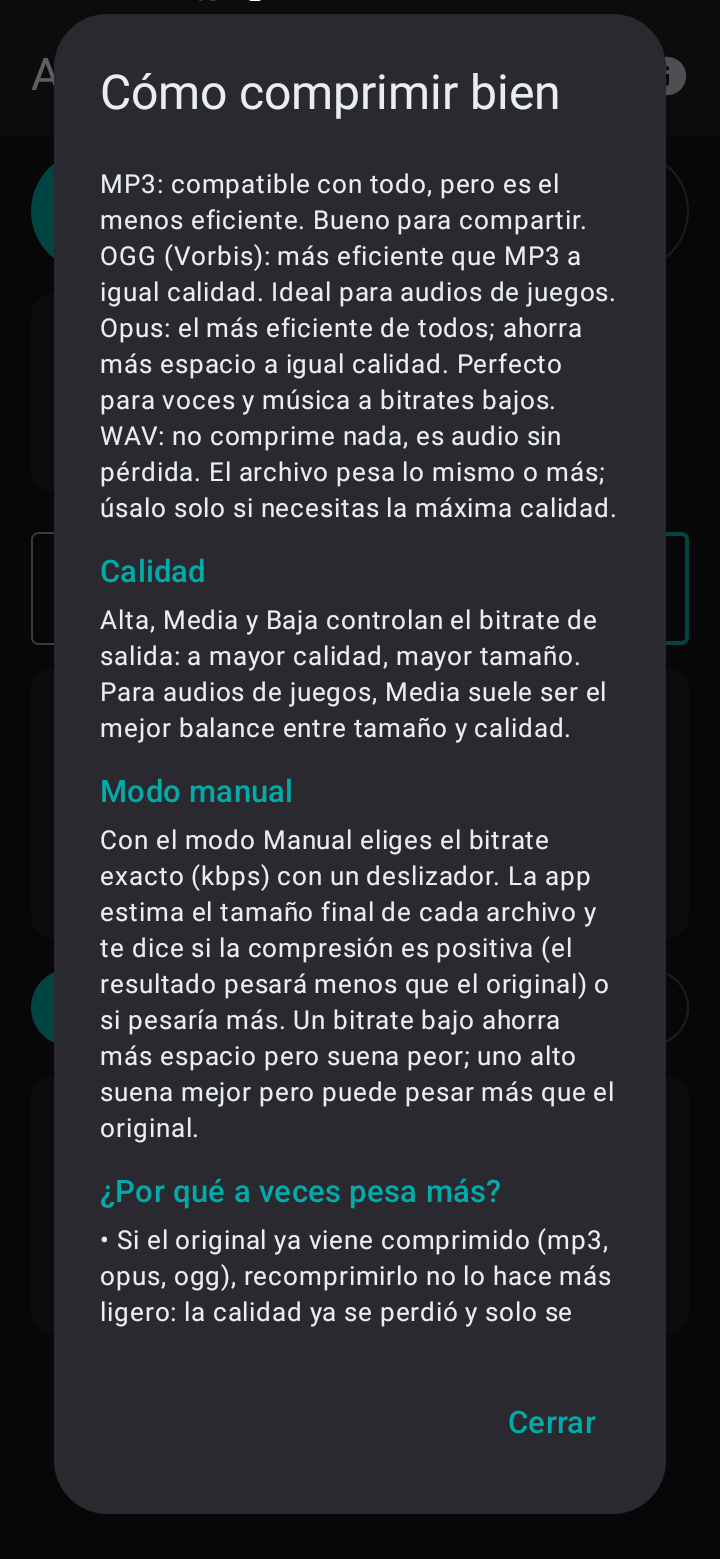 Cómo comprimir bien
MP3: compatible con todo, pero es el
menos eficiente. Bueno para compartir.
OGG (Vorbis): más eficiente que MP3 a
igual calidad. Ideal para audios de juegos.
Opus: el más eficiente de todos; ahorra
más espacio a igual calidad. Perfecto
para voces y música a bitrates bajos.
WAV: no comprime nada, es audio sin
pérdida. El archivo pesa lo mismo o más;
úsalo solo si necesitas la máxima calidad.
Calidad
Alta, Media y Baja controlan el bitrate de
salida: a mayor calidad, mayor tamaño.
Para audios de juegos, Media suele ser el
mejor balance entre tamaño y calidad.
Modo manual
Con el modo Manual eliges el bitrate
exacto (kbps) con un deslizador. La app
estima el tamaño final de cada archivo y
te dice si la compresión es positiva (el
resultado pesará menos que el original) o
si pesaría más. Un bitrate bajo ahorra
más espacio pero suena peor; uno alto
suena mejor pero puede pesar más que el
original.
¿Por qué a veces pesa más?
• Si el original ya viene comprimido (mp3,
opus, ogg), recomprimirlo no lo hace más
ligero: la calidad ya se perdió y solo se
Cerrar